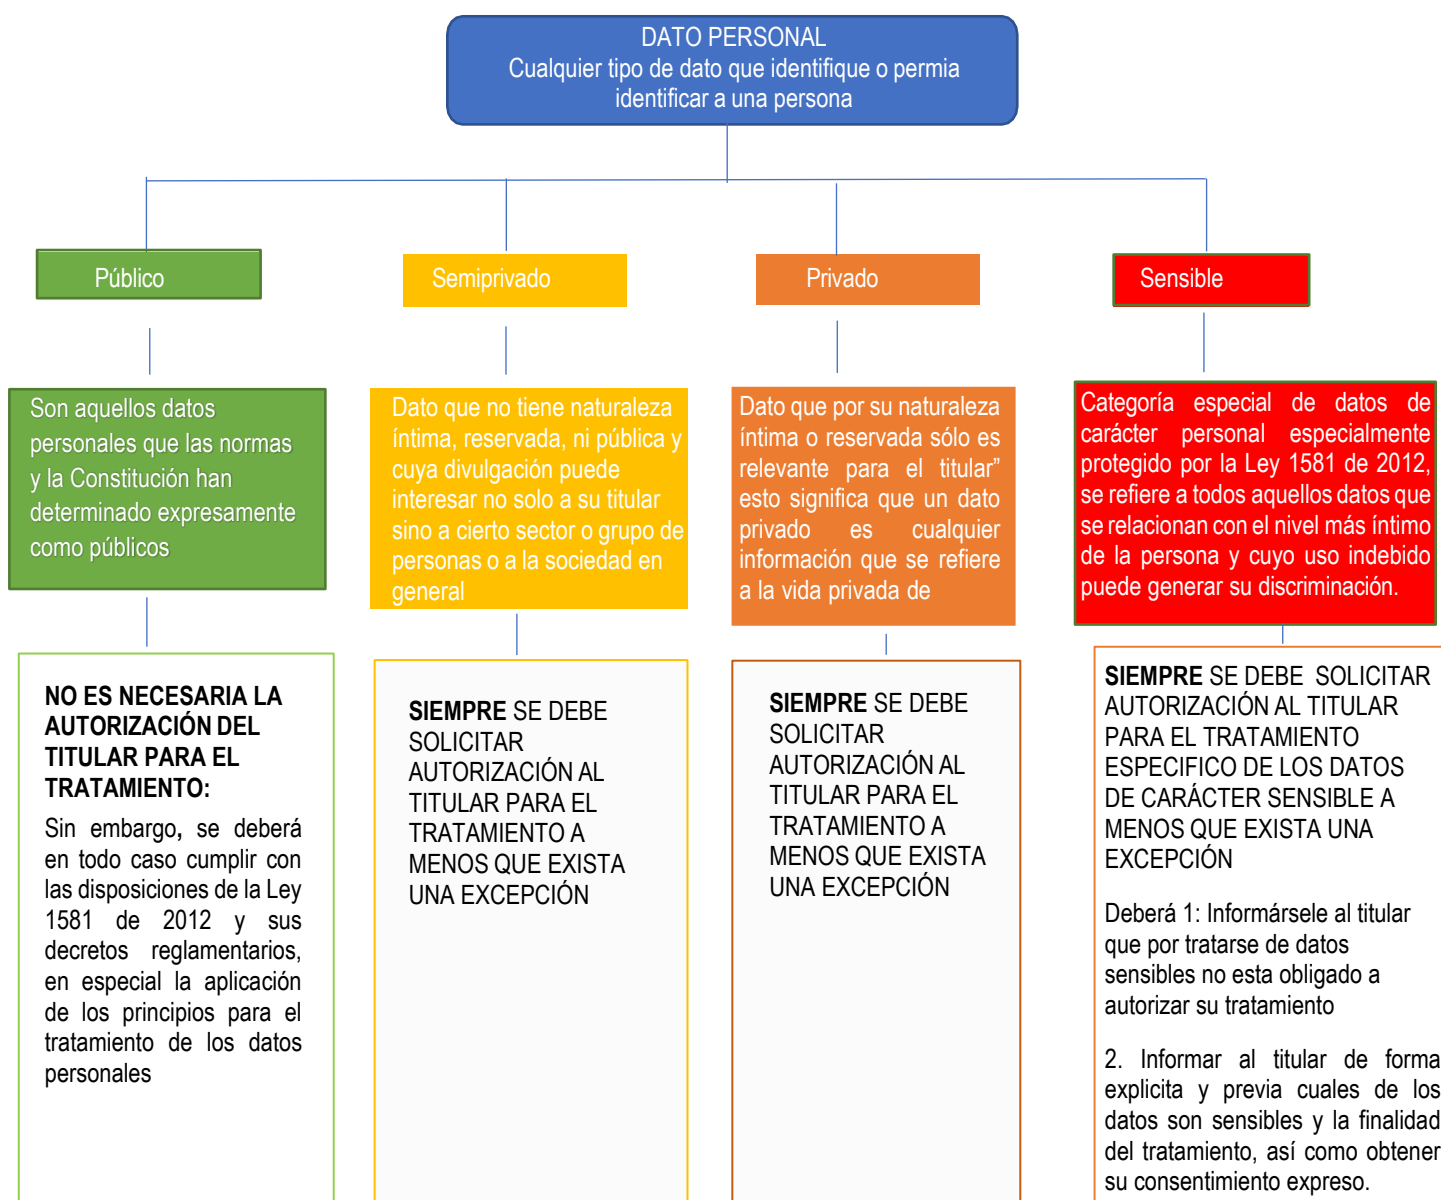 DATO PERSONAL
Cualquier tipo de dato que identifique o permia
identificar a una persona
Público
Semiprivado
Privado
Sensible
Son aquellos datos
personales que las normas
y la Constitución han
determinado expresamente
como públicos
Dato que no tiene naturaleza
íntima, reservada, ni pública y
cuya divulgación puede
interesar no solo a su titular
sino a cierto sector o grupo de
personas o a la sociedad en
general
Dato que por su naturaleza
íntima o reservada sólo es
relevante para el titular”
esto significa que un dato
privado es cualquier
información que se refiere
a la vida privada de
Categoría especial de datos de
carácter personal especialmente
protegido por la Ley 1581 de 2012,
se refiere a todos aquellos datos que
se relacionan con el nivel más íntimo
de la persona y cuyo uso indebido
puede generar su discriminación.
NO ES NECESARIA LA
AUTORIZACIÓN DEL
TITULAR PARA EL
TRATAMIENTO:
Sin embargo, se deberá
en todo caso cumplir con
las disposiciones de la Ley
1581 de 2012 y sus
decretos reglamentarios,
en especial la aplicación
de los principios para el
tratamiento de los datos
personales
SIEMPRE SE DEBE
SOLICITAR
AUTORIZACIÓN AL
TITULAR PARA EL
TRATAMIENTO A
MENOS QUE EXISTA
UNA EXCEPCIÓN
SIEMPRE SE DEBE
SOLICITAR
AUTORIZACIÓN AL
TITULAR PARA EL
TRATAMIENTO A
MENOS QUE EXISTA
UNA EXCEPCIÓN
SIEMPRE SE DEBE SOLICITAR
AUTORIZACIÓN AL TITULAR
PARA EL TRATAMIENTO
ESPECIFICO DE LOS DATOS
DE CARÁCTER SENSIBLE A
MENOS QUE EXISTA UNA
EXCEPCIÓN
Deberá 1: Informársele al titular
que por tratarse de datos
sensibles no esta obligado a
autorizar su tratamiento
2. Informar al titular de forma
explicita y previa cuales de los
datos son sensibles y la finalidad
del tratamiento, así como obtener
su consentimiento expreso.